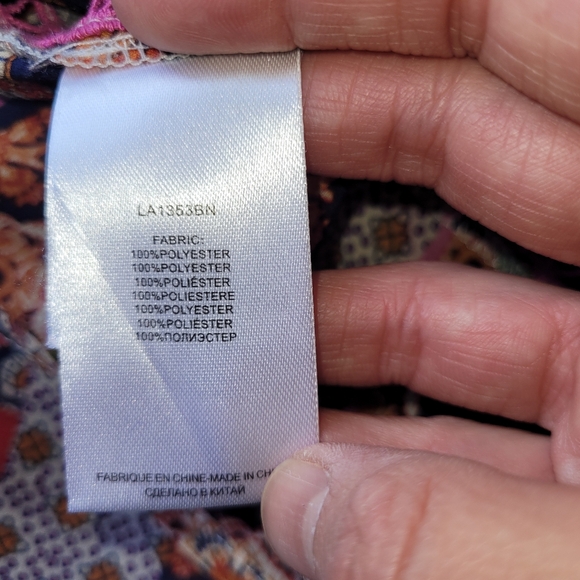 LA1353BN
FABRIC:
100%POLYESTER
100%POLYESTER
100%POLIÉSTER
100%POLIESTERE
100%POLYESTER
100%POLIÉSTER
100%ПОЛИЭСТЕР
FABRIQUE EN CHINE-MADE IN
СДЕЛАНО В КИТАЙ